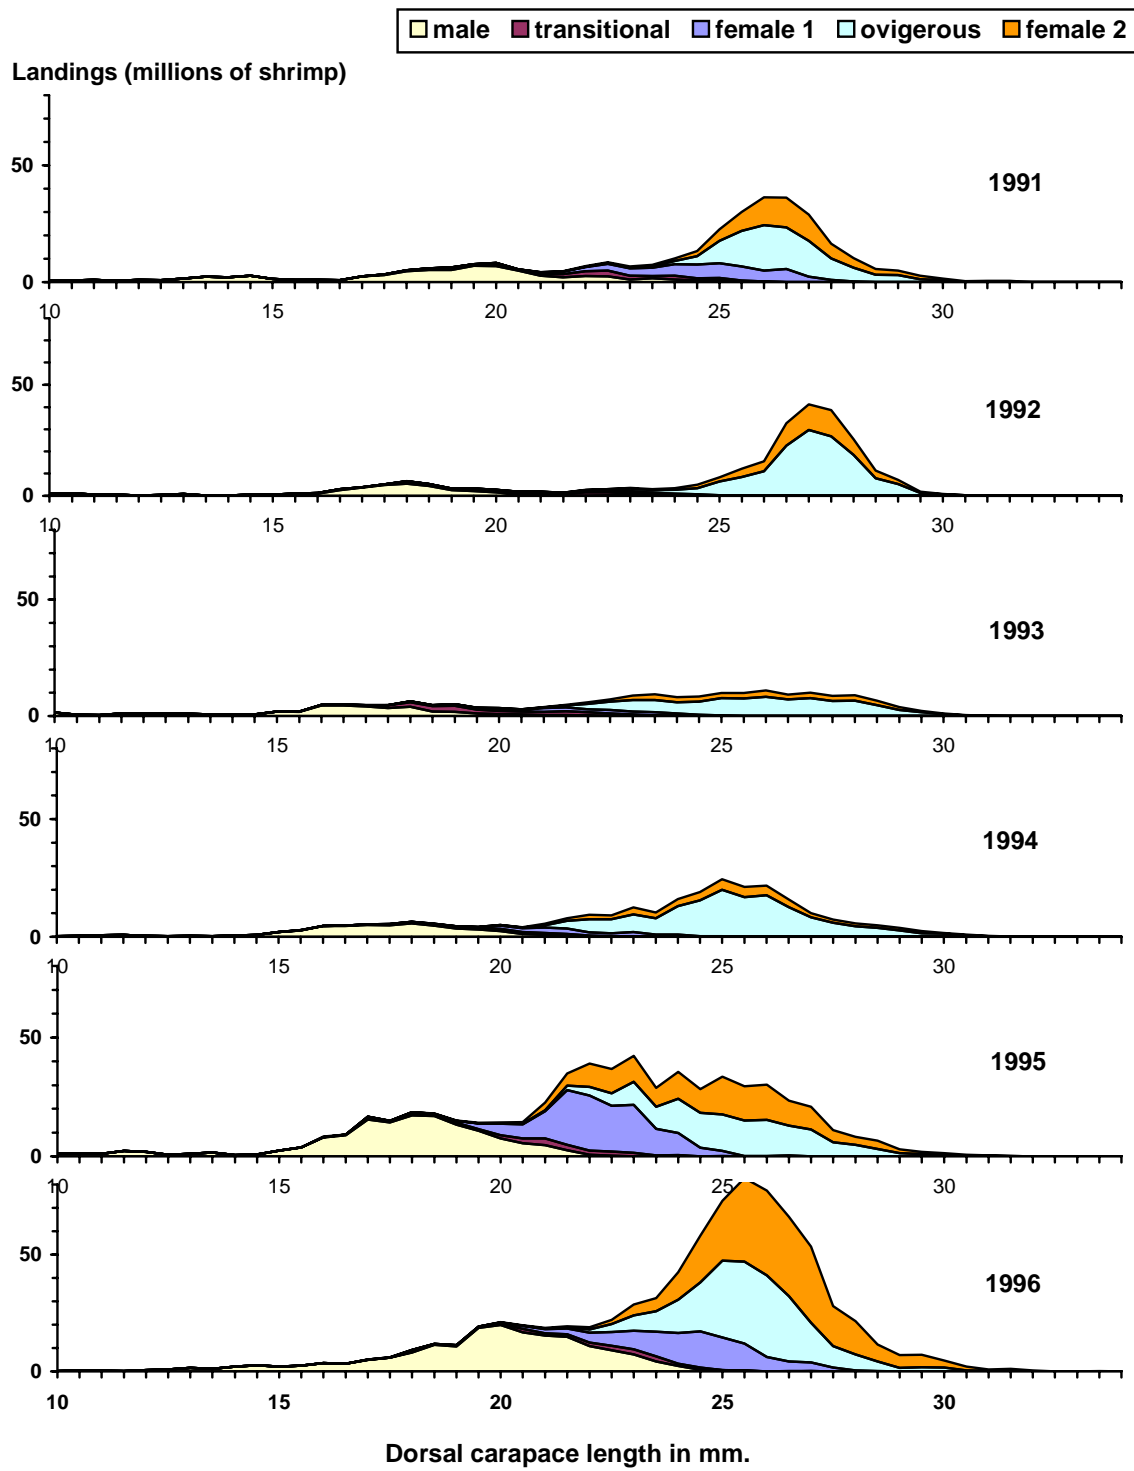 male transitional female 1 ovigerous female 2
Landings (millions of shrimp)
50
1991
0
10 15 20 25 30
50
1992
0
10 15 20 25 30
50
1993
0
10 15 20 25 30
50
1994
0
10 15 20 25 30
50
1995
0
10 15 20 25 30
50
1996
0
10 15 20 25 30
Dorsal carapace length in mm.